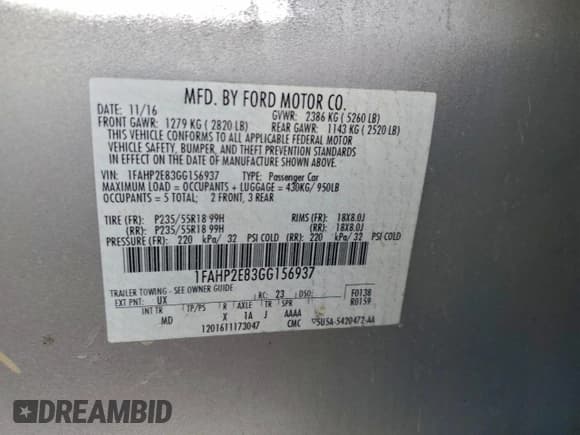 MFD. BY FORD MOTOR CO.
DATE: 11/16 GVWR: 2386 KG ( 5260 LB)
FRONT GAWR: 1279 KG ( 2820 LB) REAR GAWR: 1143 KG ( 2520 LB)
THIS VEHICLE CONFORMS TO ALL APPLICABLE FEDERAL MOTOR
VEHICLE SAFETY, BUMPER, AND THEFT PREVENTION STANDARDS
IN EFFECT ON THE DATE OF MANUFACTURE SHOWN ABOVE.
VIN: 1FAHP2E83GG156937 TYPE: Passenger Car
MAXIMUM LOAD = OCCUPANTS + LUGGAGE = 430KG/ 950LB
OCCUPANTS = 5 TOTAL; 2 FRONT, 3 REAR
TIRE (FR): P235/55R18 99H RIMS (FR): 18X8.0J
(RR): P235/55R18 99H (RR): 18X8.0J
PRESSURE (FR): 220 kPa/ 32 PSI COLD (RR): 220 kPa/ 32 PSI COLD
1FAHP2E83GG156937
TRAILER TOWING - SEE OWNER GUIDE
EXT PNT: UX RC: 23 DSO: F0138
R0159
INT TR TP/PS R AXLE TR SPR
MD X 1A J AAAA
1201611173047 CMC 5U5A-5420472-AA
DREAMBID